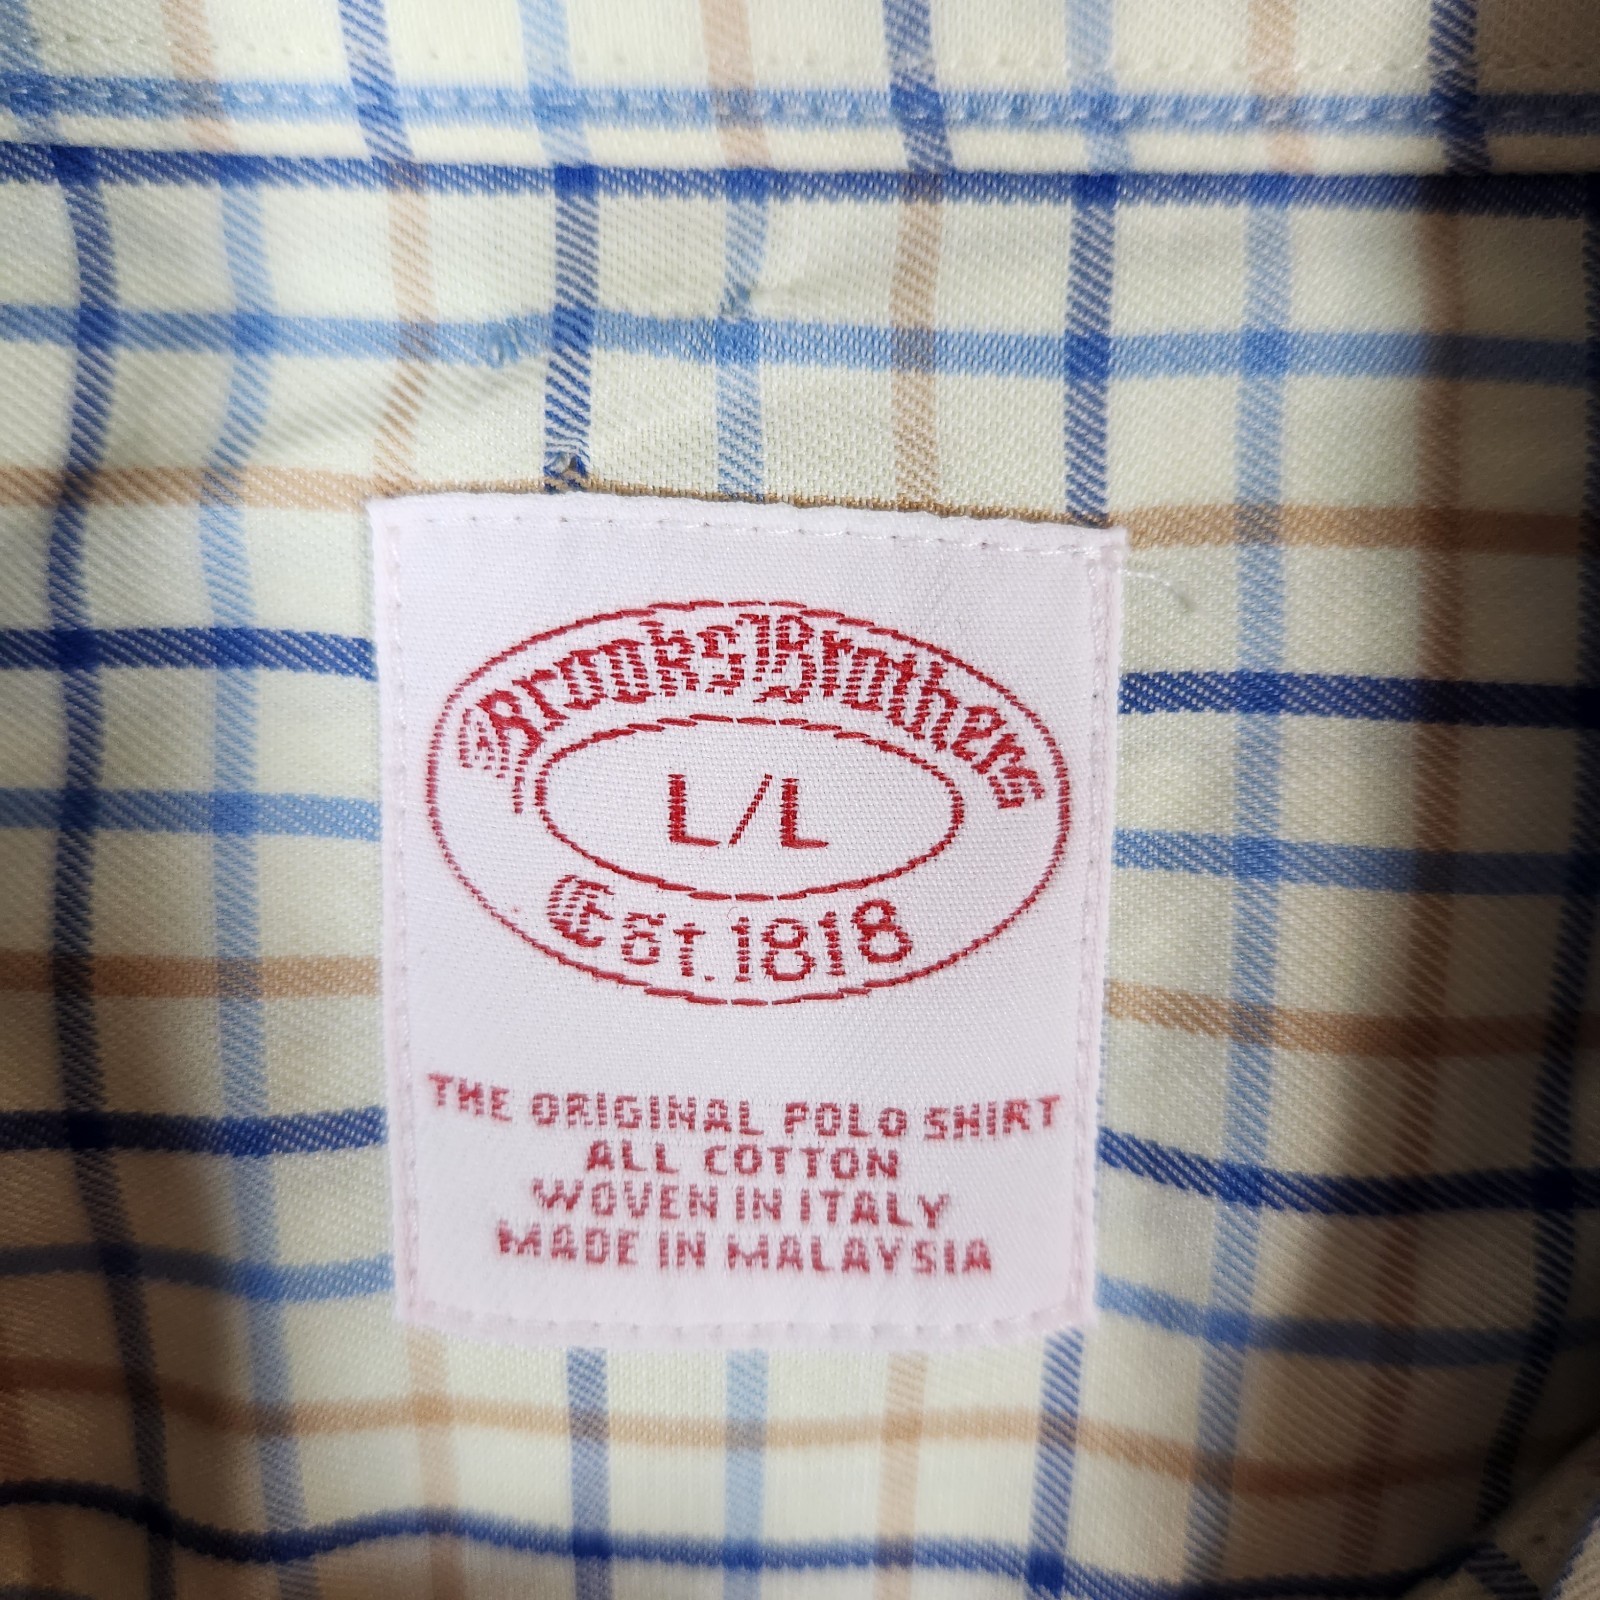 Brooks Brothers
L/L
Est. 1818
THE ORIGINAL POLO SHIRT
ALL COTTON
WOVEN IN ITALY
MADE IN MALAYSIA